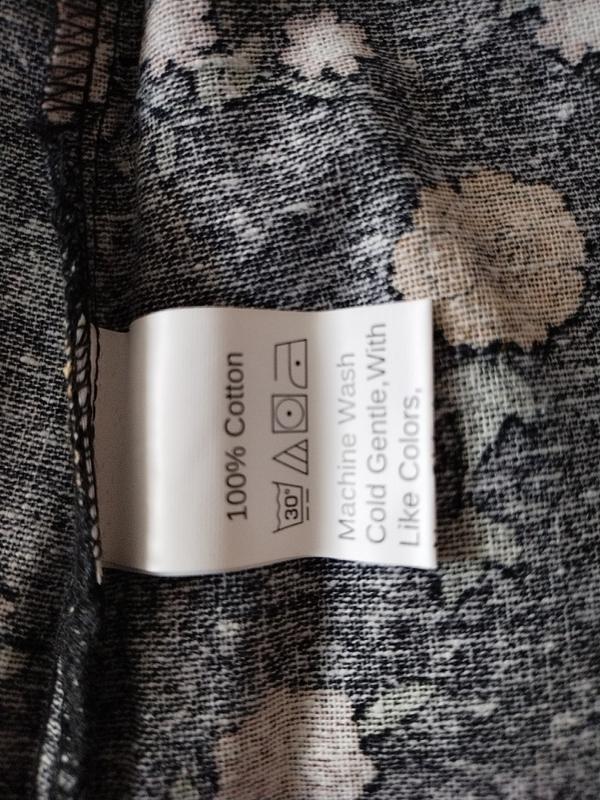 100% Cotton
30°
Machine Wash
Cold Gentle,With
Like Colors,